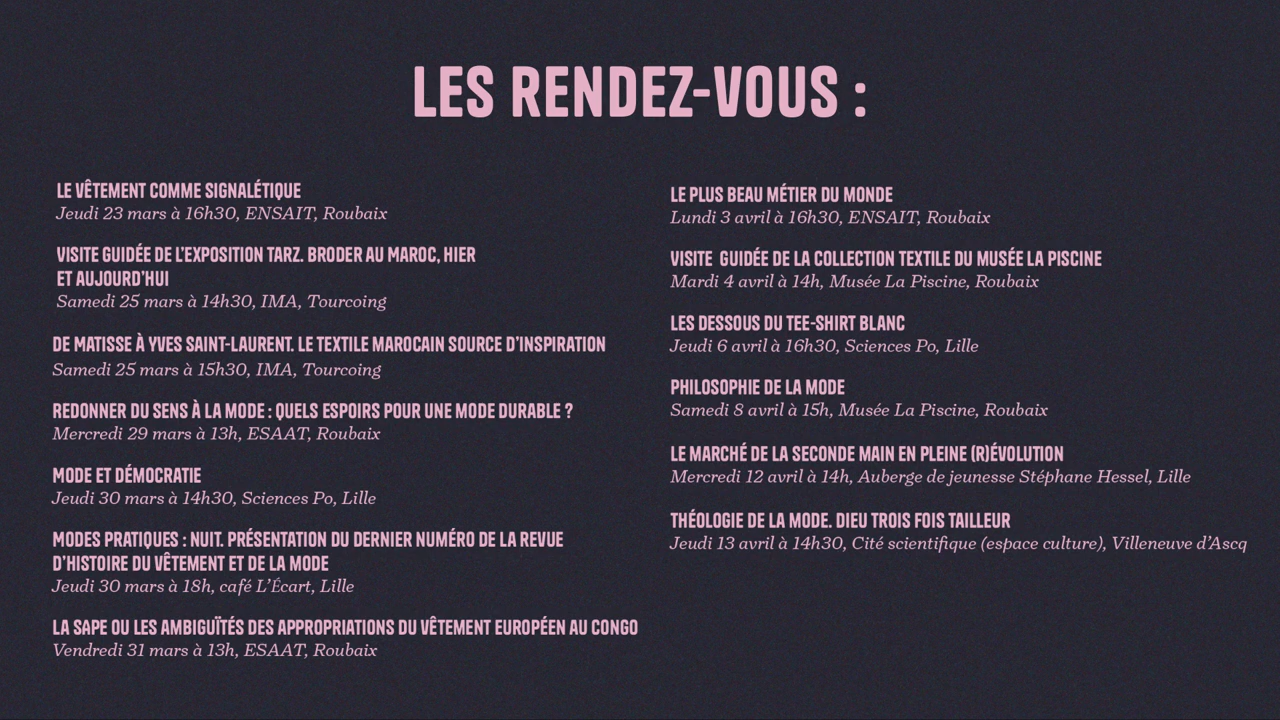 LES RENDEZ-VOUS :
LE VÊTEMENT COMME SIGNALÉTIQUE
Jeudi 23 mars à 16h30, ENSAIT, Roubaix
VISITE GUIDÉE DE L'EXPOSITION TARZ. BRODER AU MAROC, HIER
ET AUJOURD'HUI
Samedi 25 mars à 14h30, IMA, Tourcoing
DE MATISSE À YVES SAINT-LAURENT. LE TEXTILE MAROCAIN SOURCE D'INSPIRATION
Samedi 25 mars à 15h30, IMA, Tourcoing
REDONNER DU SENS À LA MODE : QUELS ESPOIRS POUR UNE MODE DURABLE ?
Mercredi 29 mars à 13h, ESAAT, Roubaix
MODE ET DÉMOCRATIE
Jeudi 30 mars à 14h30, Sciences Po, Lille
MODES PRATIQUES : NUIT. PRÉSENTATION DU DERNIER NUMÉRO DE LA REVUE
D'HISTOIRE DU VÊTEMENT ET DE LA MODE
Jeudi 30 mars à 18h, café L'Écart, Lille
LA SAPE OU LES AMBIGUÏTÉS DES APPROPRIATIONS DU VÊTEMENT EUROPÉEN AU CONGO
Vendredi 31 mars à 13h, ESAAT, Roubaix
LE PLUS BEAU MÉTIER DU MONDE
Lundi 3 avril à 16h30, ENSAIT, Roubaix
VISITE GUIDÉE DE LA COLLECTION TEXTILE DU MUSÉE LA PISCINE
Mardi 4 avril à 14h, Musée La Piscine, Roubaix
LES DESSOUS DU TEE-SHIRT BLANC
Jeudi 6 avril à 16h30, Sciences Po, Lille
PHILOSOPHIE DE LA MODE
Samedi 8 avril à 15h, Musée La Piscine, Roubaix
LE MARCHÉ DE LA SECONDE MAIN EN PLEINE (R)ÉVOLUTION
Mercredi 12 avril à 14h, Auberge de jeunesse Stéphane Hessel, Lille
THÉOLOGIE DE LA MODE. DIEU TROIS FOIS TAILLEUR
Jeudi 13 avril à 14h30, Cité scientifique (espace culture), Villeneuve d'Ascq